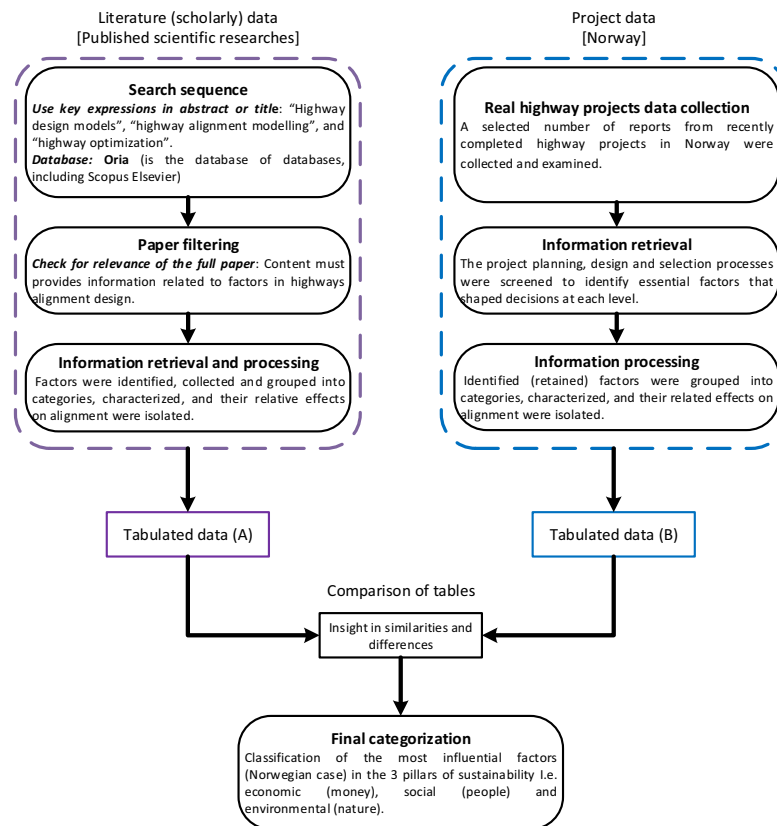 Literature (scholarly) data
[Published scientific researches]
Search sequence
Use key expressions in abstract or title: “Highway
design models”, “highway alignment modelling”, and
“highway optimization”.
Database: Oria (is the database of databases,
including Scopus Elsevier)
Paper filtering
Check for relevance of the full paper: Content must
provides information related to factors in highways
alignment design.
Information retrieval and processing
Factors were identified, collected and grouped into
categories, characterized, and their relative effects
on alignment were isolated.
Tabulated data (A)
Project data
[Norway]
Real highway projects data collection
A selected number of reports from recently
completed highway projects in Norway were
collected and examined.
Information retrieval
The project planning, design and selection processes
were screened to identify essential factors that
shaped decisions at each level.
Information processing
Identified (retained) factors were grouped into
categories, characterized, and their related effects on
alignment were isolated.
Tabulated data (B)
Comparison of tables
Insight in similarities and
differences
Final categorization
Classification of the most influential factors
(Norwegian case) in the 3 pillars of sustainability I.e.
economic (money), social (people) and
environmental (nature).